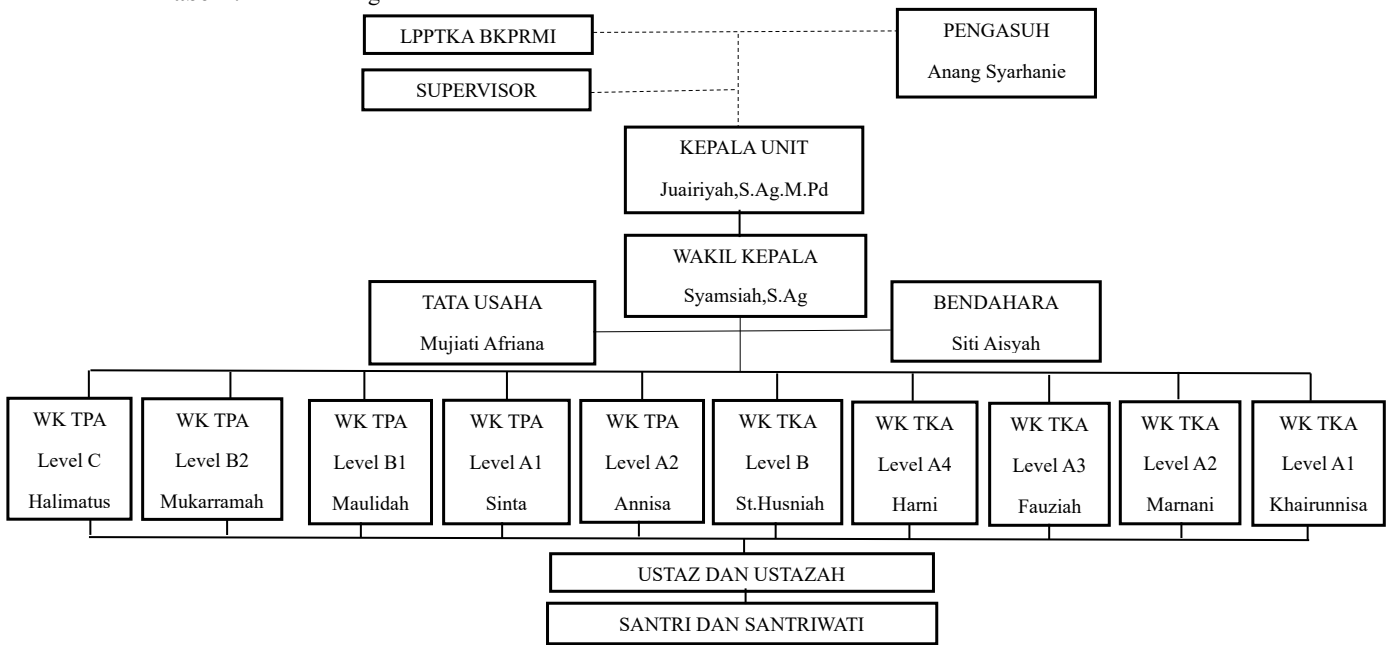 LPPTKA BKPRMI
PENGASUH
Anang Syarhanie
SUPERVISOR
KEPALA UNIT
Juairiyah,S.Ag.M.Pd
WAKIL KEPALA
Syamsiah,S.Ag
TATA USAHA
Mujiati Afriana
BENDAHARA
Siti Aisyah
WK TPA
Level C
Halimatus
WK TPA
Level B2
Mukarramah
WK TPA
Level B1
Maulidah
WK TPA
Level A1
Sinta
WK TPA
Level A2
Annisa
WK TKA
Level B
St.Husniah
WK TKA
Level A4
Harni
WK TKA
Level A3
Fauziah
WK TKA
Level A2
Marnani
WK TKA
Level A1
Khairunnisa
USTAZ DAN USTAZAH
SANTRI DAN SANTRIWATI